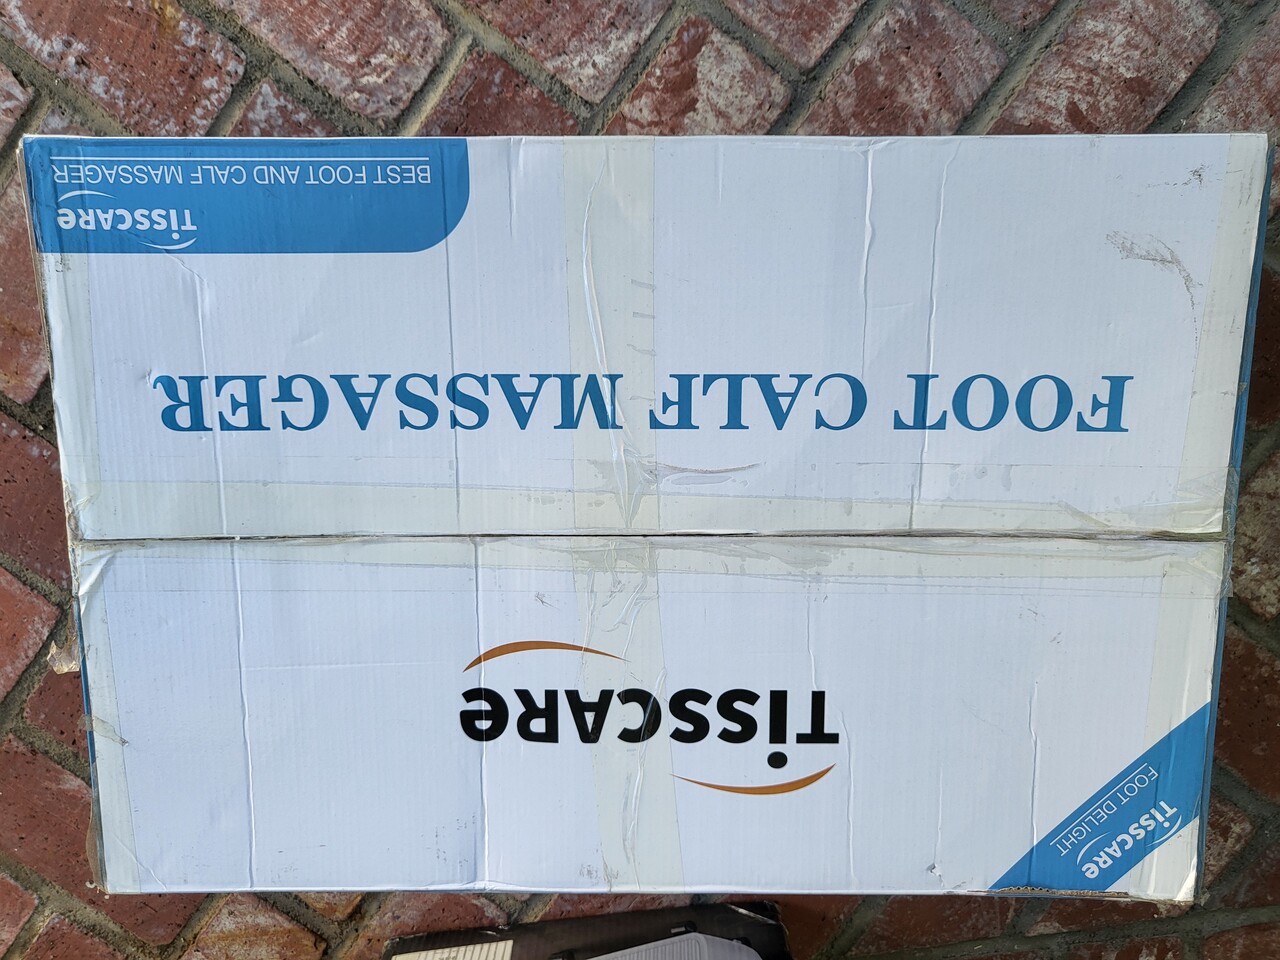 TISSCARE
FOOT DELIGHT
TISSCARe
FOOT CALF MASSAGER
TISSCARe
BEST FOOT AND CALF MASSAGER